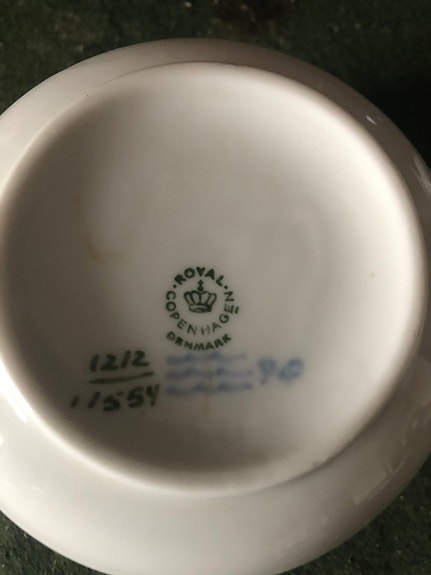 ROYAL
COPENHAGEN
DENMARK
1212
11554